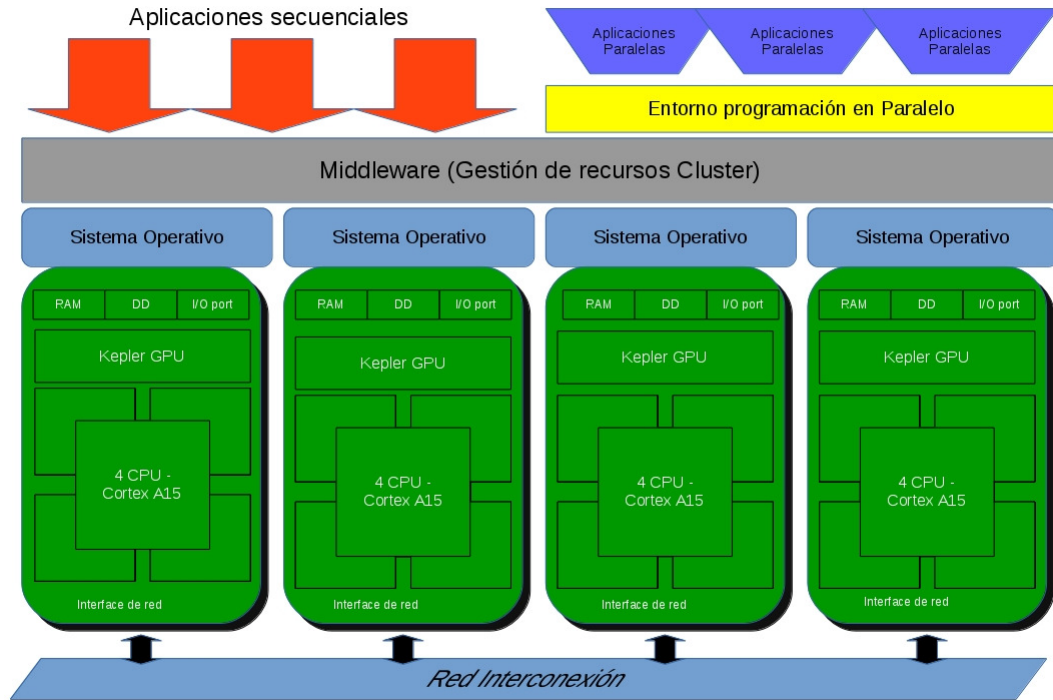 Aplicaciones secuenciales
Aplicaciones
Paralelas
Aplicaciones
Paralelas
Aplicaciones
Paralelas
Entorno programación en Paralelo
Middleware (Gestión de recursos Cluster)
Sistema Operativo
Sistema Operativo
Sistema Operativo
Sistema Operativo
RAM DD I/O port
Kepler GPU
4 CPU -
Cortex A15
Interface de red
RAM DD I/O port
Kepler GPU
4 CPU -
Cortex A15
Interface de red
RAM DD I/O port
Kepler GPU
4 CPU -
Cortex A15
Interface de red
RAM DD I/O port
Kepler GPU
4 CPU -
Cortex A15
Interface de red
Red Interconexión